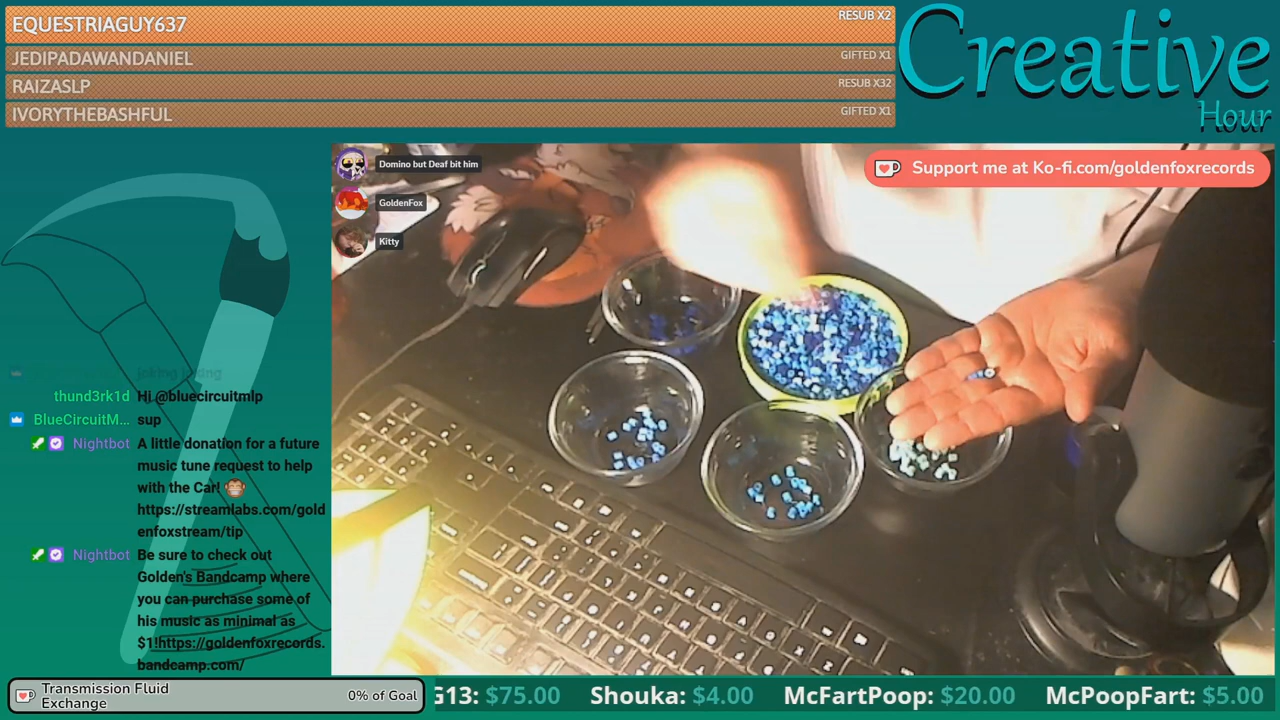 EQUESTRIAGUY637 RESUB X2
JEDIPADAWANDANIEL GIFTED X1
RAIZASLP RESUB X32
IVORYTHEBASHFUL GIFTED X1
Creative
Hour
Domino but Deaf bit him
GoldenFox
Kitty
Support me at Ko-fi.com/goldenfoxrecords
thund3rk1d Hi @bluecircuitmlp
BlueCircuitM... sup
Nightbot A little donation for a future
music tune request to help
with the Car!
https://streamlabs.com/gold
enfoxstream/tip
Nightbot Be sure to check out
Golden's Bandcamp where
you can purchase some of
his music as minimal as
$1!https://goldenfoxrecords.
bandcamp.com/
Transmission Fluid
Exchange
0% of Goal
G13: $75.00 Shouka: $4.00 McFartPoop: $20.00 McPoopFart: $5.00